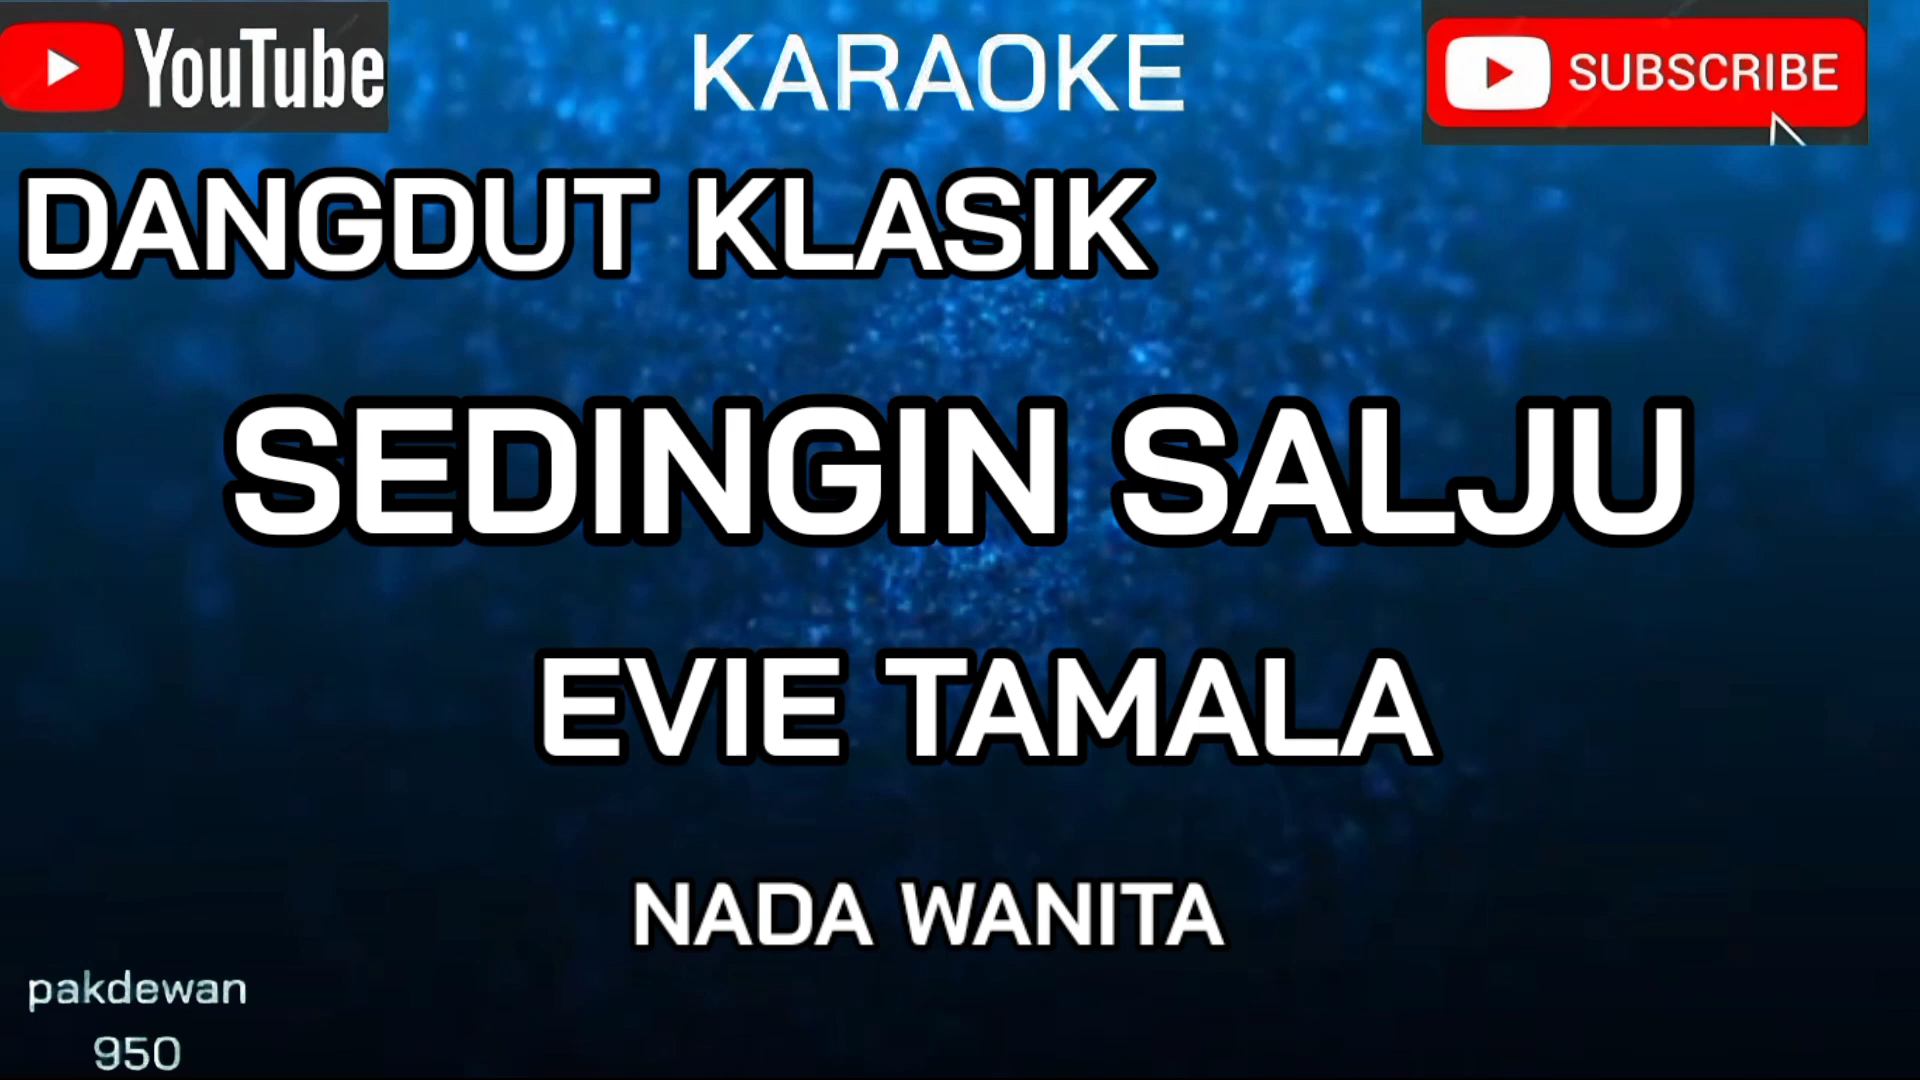 YouTube
KARAOKE
SUBSCRIBE
DANGDUT KLASIK
SEDINGIN SALJU
EVIE TAMALA
NADA WANITA
pakdewan
950